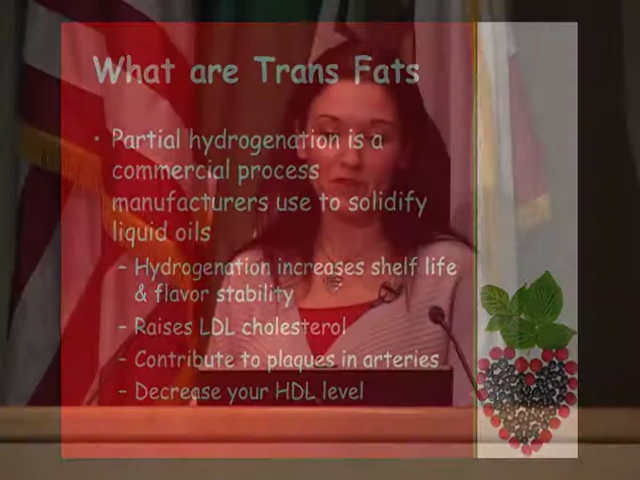 What are Trans Fats
• Partial hydrogenation is a
commercial process
manufacturers use to solidify
liquid oils
– Hydrogenation increases shelf life
& flavor stability
– Raises LDL cholesterol
– Contribute to plaques in arteries
– Decrease your HDL level